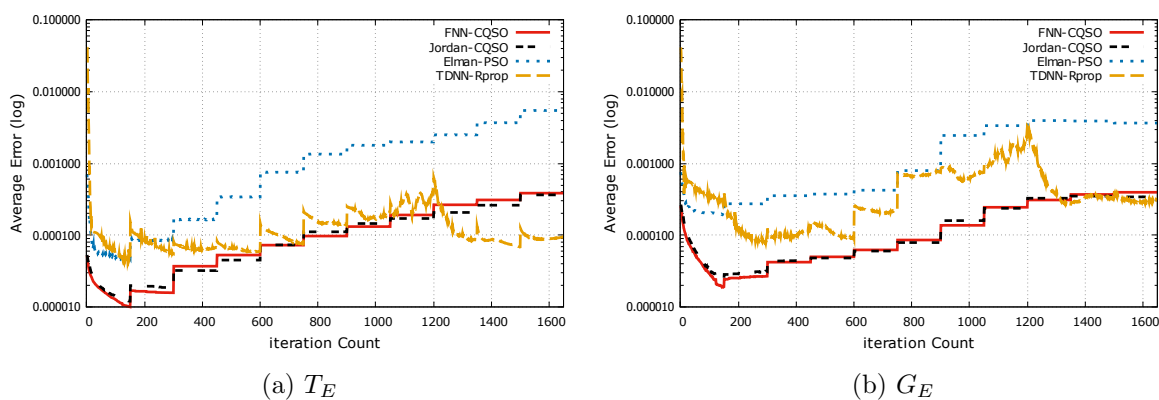 0.100000
0.010000
0.001000
0.000100
0.000010
Average Error (log)
FNN-CQSO
Jordan-CQSO
Elman-PSO
TDNN-Rprop
0 200 400 600 800 1000 1200 1400 1600
iteration Count
(a) T_E
0.100000
0.010000
0.001000
0.000100
0.000010
Average Error (log)
FNN-CQSO
Jordan-CQSO
Elman-PSO
TDNN-Rprop
0 200 400 600 800 1000 1200 1400 1600
iteration Count
(b) G_E